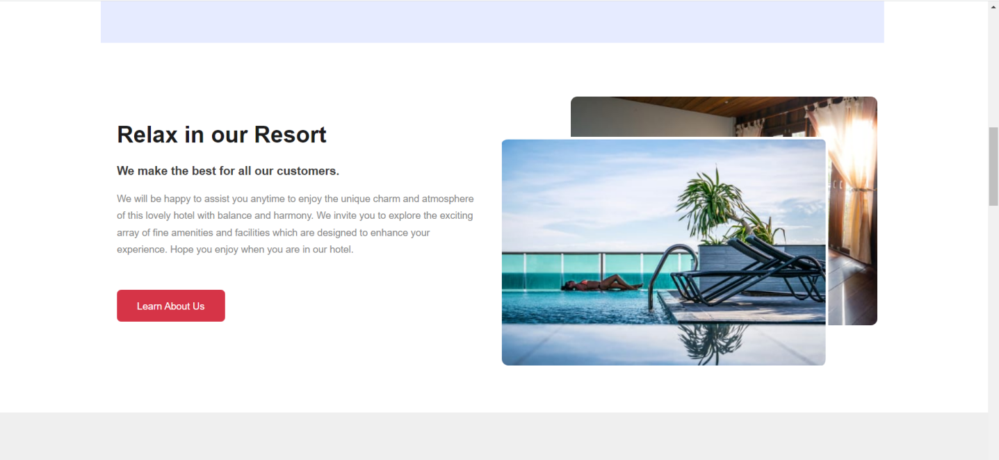 Relax in our Resort
We make the best for all our customers.
We will be happy to assist you anytime to enjoy the unique charm and atmosphere
of this lovely hotel with balance and harmony. We invite you to explore the exciting
array of fine amenities and facilities which are designed to enhance your
experience. Hope you enjoy when you are in our hotel.
Learn About Us